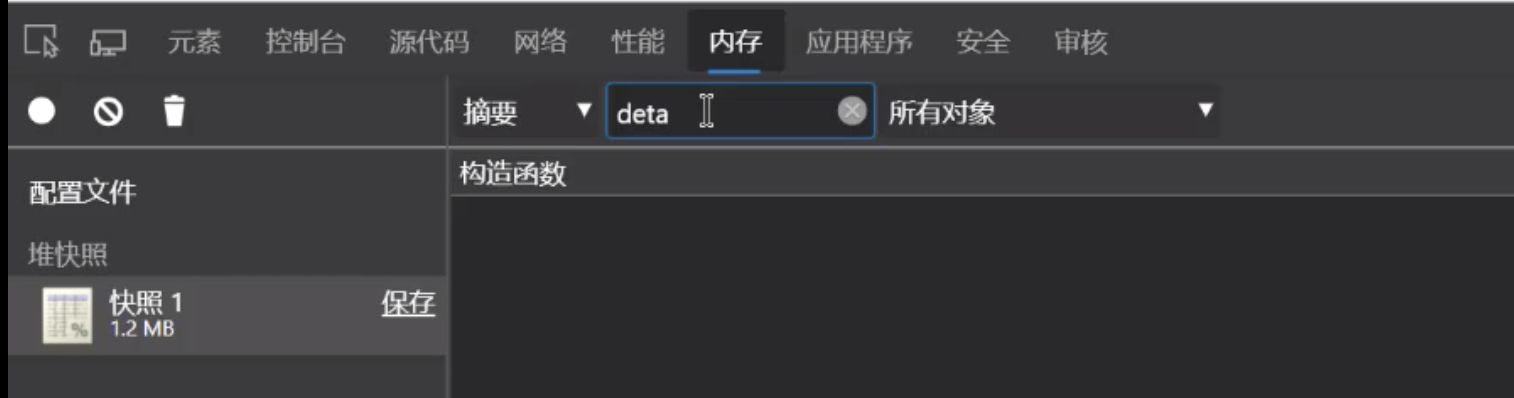 元素 控制台 源代码 网络 性能 内存 应用程序 安全 审核
摘要 deta 所有对象
构造函数
配置文件
堆快照
快照 1 保存
1.2 MB